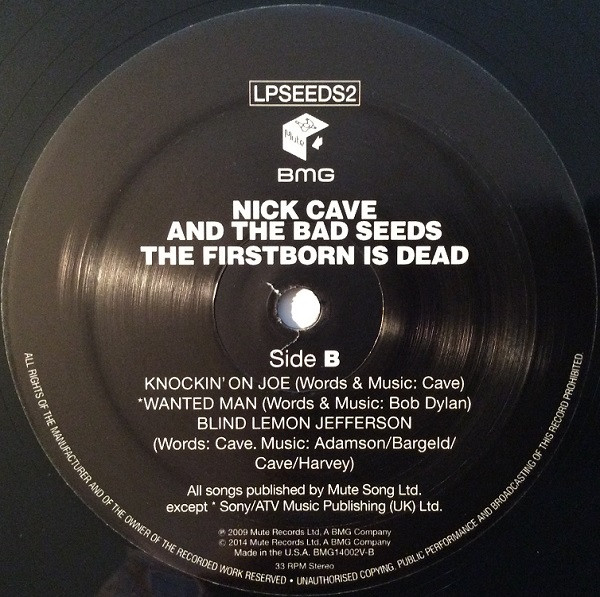 LPSEEDS2
Mute
BMG
NICK CAVE
AND THE BAD SEEDS
THE FIRSTBORN IS DEAD
Side B
KNOCKIN' ON JOE (Words & Music: Cave)
*WANTED MAN (Words & Music: Bob Dylan)
BLIND LEMON JEFFERSON
(Words: Cave. Music: Adamson/Bargeld/
Cave/Harvey)
All songs published by Mute Song Ltd.
except * Sony/ATV Music Publishing (UK) Ltd.
℗ 2009 Mute Records Ltd, A BMG Company
© 2014 Mute Records Ltd, A BMG Company
Made in the U.S.A. BMG14002V-B
33 RPM Stereo
ALL RIGHTS OF THE MANUFACTURER AND OF THE OWNER OF THE RECORDED WORK RESERVED • UNAUTHORISED COPYING, PUBLIC PERFORMANCE AND BROADCASTING OF THIS RECORD PROHIBITED.